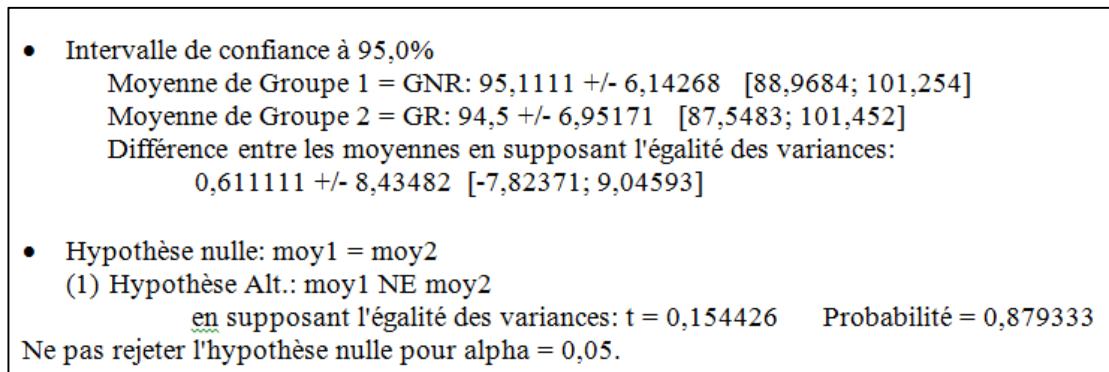 • Intervalle de confiance à 95,0%
Moyenne de Groupe 1 = GNR: 95,1111 +/- 6,14268 [88,9684; 101,254]
Moyenne de Groupe 2 = GR: 94,5 +/- 6,95171 [87,5483; 101,452]
Différence entre les moyennes en supposant l'égalité des variances:
0,611111 +/- 8,43482 [-7,82371; 9,04593]
• Hypothèse nulle: moy1 = moy2
(1) Hypothèse Alt.: moy1 NE moy2
en supposant l'égalité des variances: t = 0,154426 Probabilité = 0,879333
Ne pas rejeter l'hypothèse nulle pour alpha = 0,05.